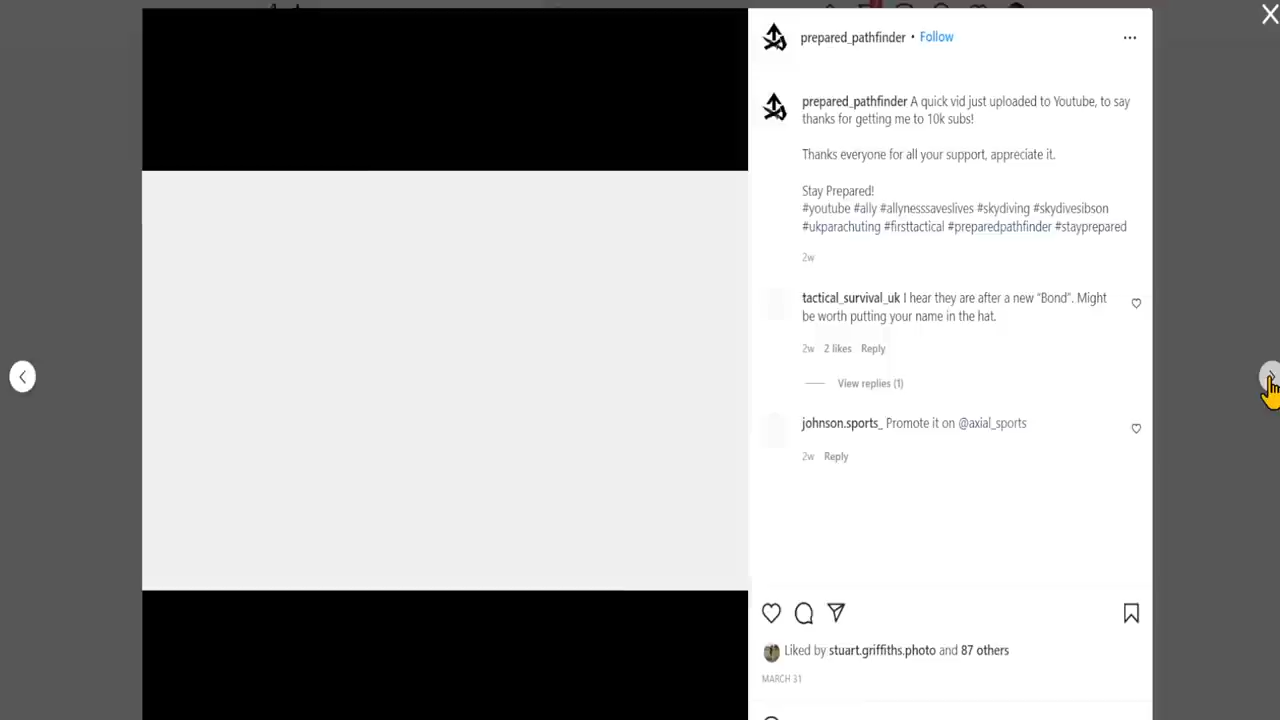 prepared_pathfinder • Follow
prepared_pathfinder A quick vid just uploaded to Youtube, to say
thanks for getting me to 10k subs!
Thanks everyone for all your support, appreciate it.
Stay Prepared!
#youtube #ally #allynesssaveslives #skydiving #skydivesibson
#ukparachuting #firsttactical #preparedpathfinder #stayprepared
2w
tactical_survival_uk I hear they are after a new “Bond”. Might
be worth putting your name in the hat.
2w 2 likes Reply
View replies (1)
johnson.sports_ Promote it on @axial_sports
2w Reply
Liked by stuart.griffiths.photo and 87 others
MARCH 31